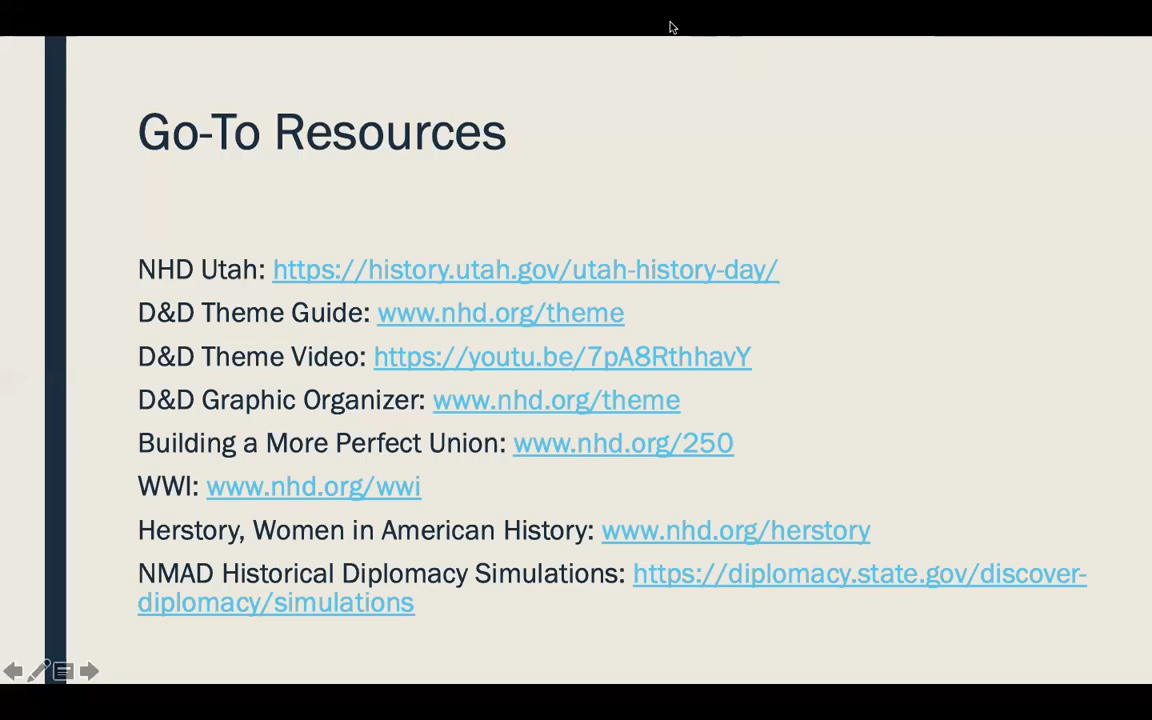 Go-To Resources
NHD Utah: https://history.utah.gov/utah-history-day/
D&D Theme Guide: www.nhd.org/theme
D&D Theme Video: https://youtu.be/7pA8RthhavY
D&D Graphic Organizer: www.nhd.org/theme
Building a More Perfect Union: www.nhd.org/250
WWI: www.nhd.org/wwi
Herstory, Women in American History: www.nhd.org/herstory
NMAD Historical Diplomacy Simulations: https://diplomacy.state.gov/discover-
diplomacy/simulations